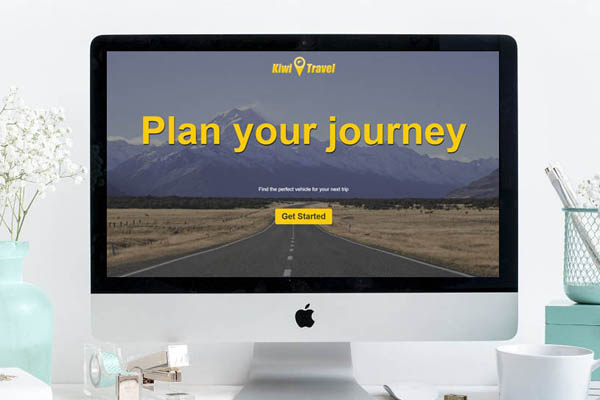 Kiwi Travel
Plan your journey
Find the perfect vehicle for your next trip
Get Started